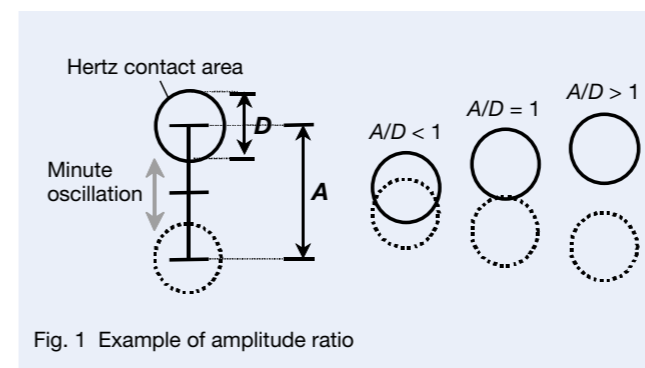 Hertz contact area
D
A
Minute
oscillation
A/D < 1
A/D = 1
A/D > 1
Fig. 1 Example of amplitude ratio